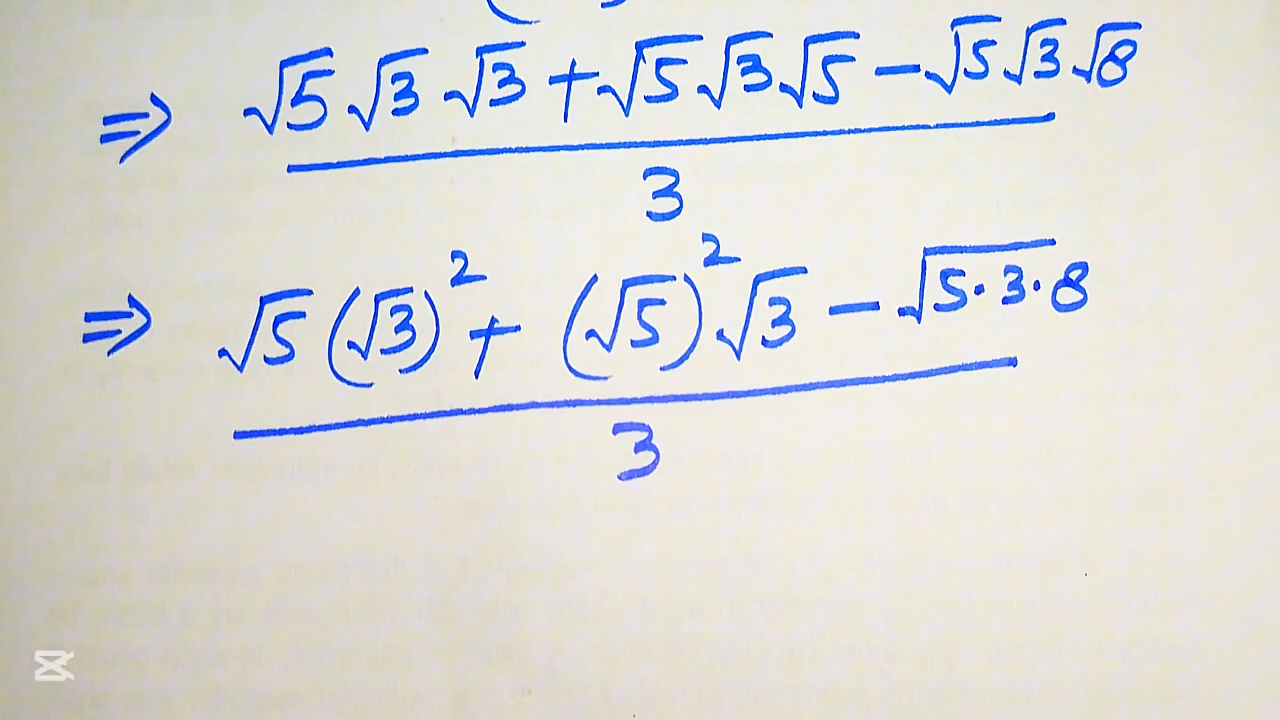 ⇒ √5 √3 √3 + √5 √3 √5 − √5 √3 √8
3
⇒ √5 (√3)² + (√5)² √3 − √5·3·8
3